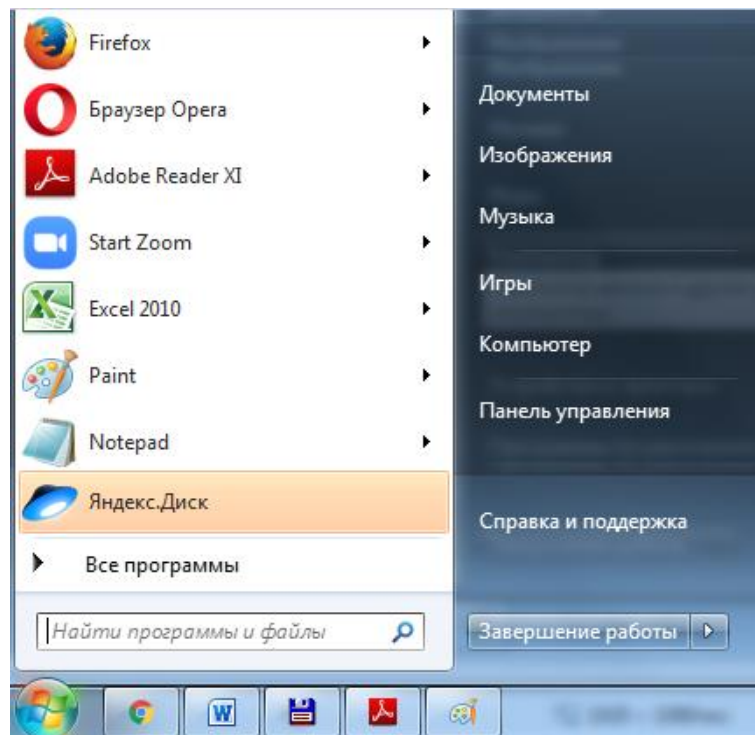 Firefox
Браузер Opera
Adobe Reader XI
Start Zoom
Excel 2010
Paint
Notepad
Яндекс.Диск
Все программы
Найти программы и файлы
Документы
Изображения
Музыка
Игры
Компьютер
Панель управления
Справка и поддержка
Завершение работы